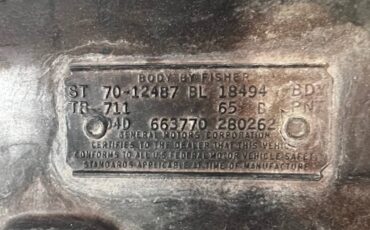 BODY BY FISHER
ST 70-12487 BL 18494 BDY
TR 711 65 B PNT
04D 663770 280262
GENERAL MOTORS CORPORATION
CERTIFIES TO THE DEALER THAT THIS VEHICLE
CONFORMS TO ALL U.S. FEDERAL MOTOR VEHICLE SAFETY
STANDARDS APPLICABLE AT TIME OF MANUFACTURE